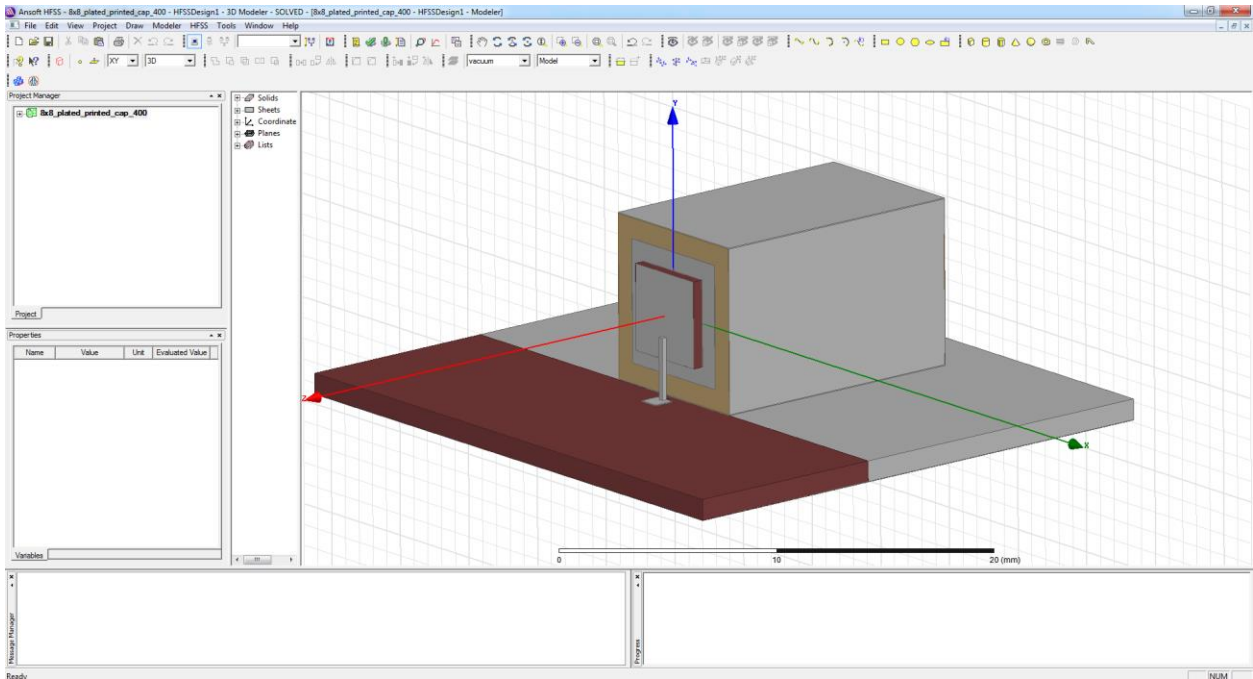 Ansoft HFSS - 8x8_plated_printed_cap_400 - HFSSDesign1 - 3D Modeler - SOLVED - [8x8_plated_printed_cap_400 - HFSSDesign1 - Modeler]
File Edit View Project Draw Modeler HFSS Tools Window Help
XY 3D vacuum Model
Project Manager
8x8_plated_printed_cap_400
Project
Properties
Name Value Unit Evaluated Value
Variables
Solids
Sheets
Coordinate
Planes
Lists
Y
Z
X
0 10 20 (mm)
Message Manager
Progress
Ready NUM